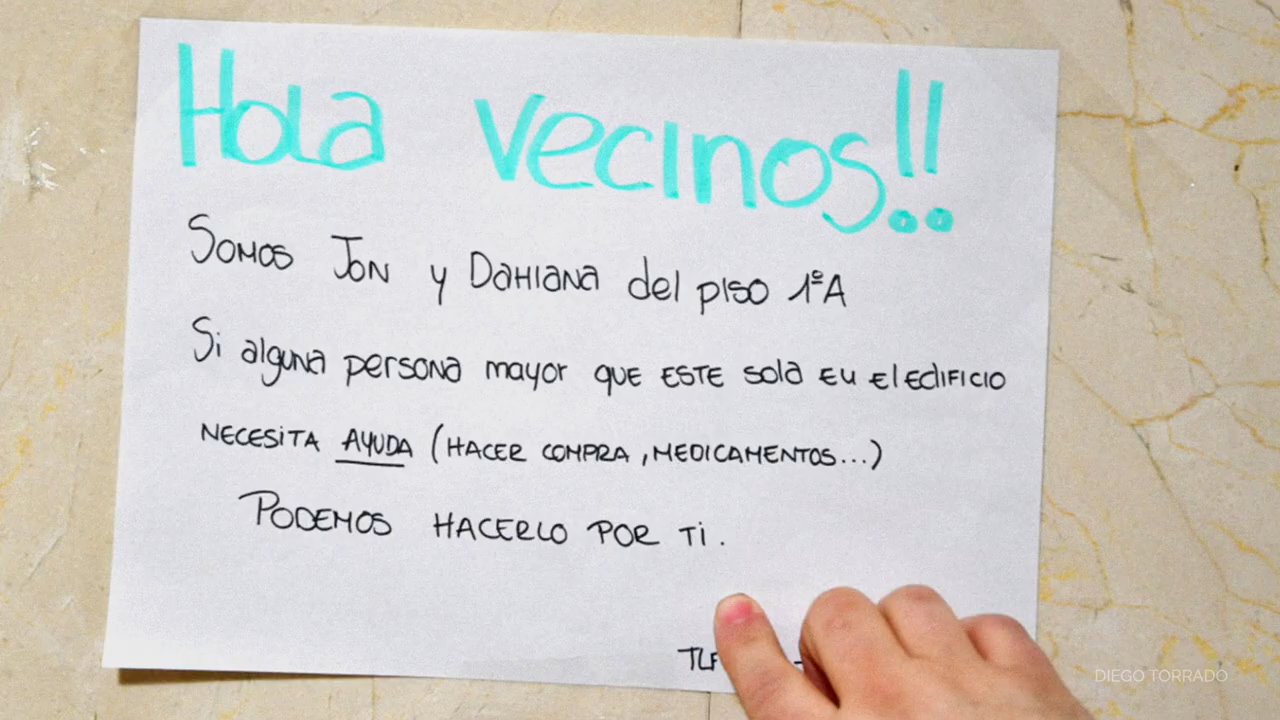 Hola vecinos!!
Somos Jon y Dahiana del piso 1ºA
Si alguna persona mayor que este sola eu el edificio
necesita ayuda (hacer compra, medicamentos...)
Podemos hacerlo por ti.
TLF
DIEGO TORRADO